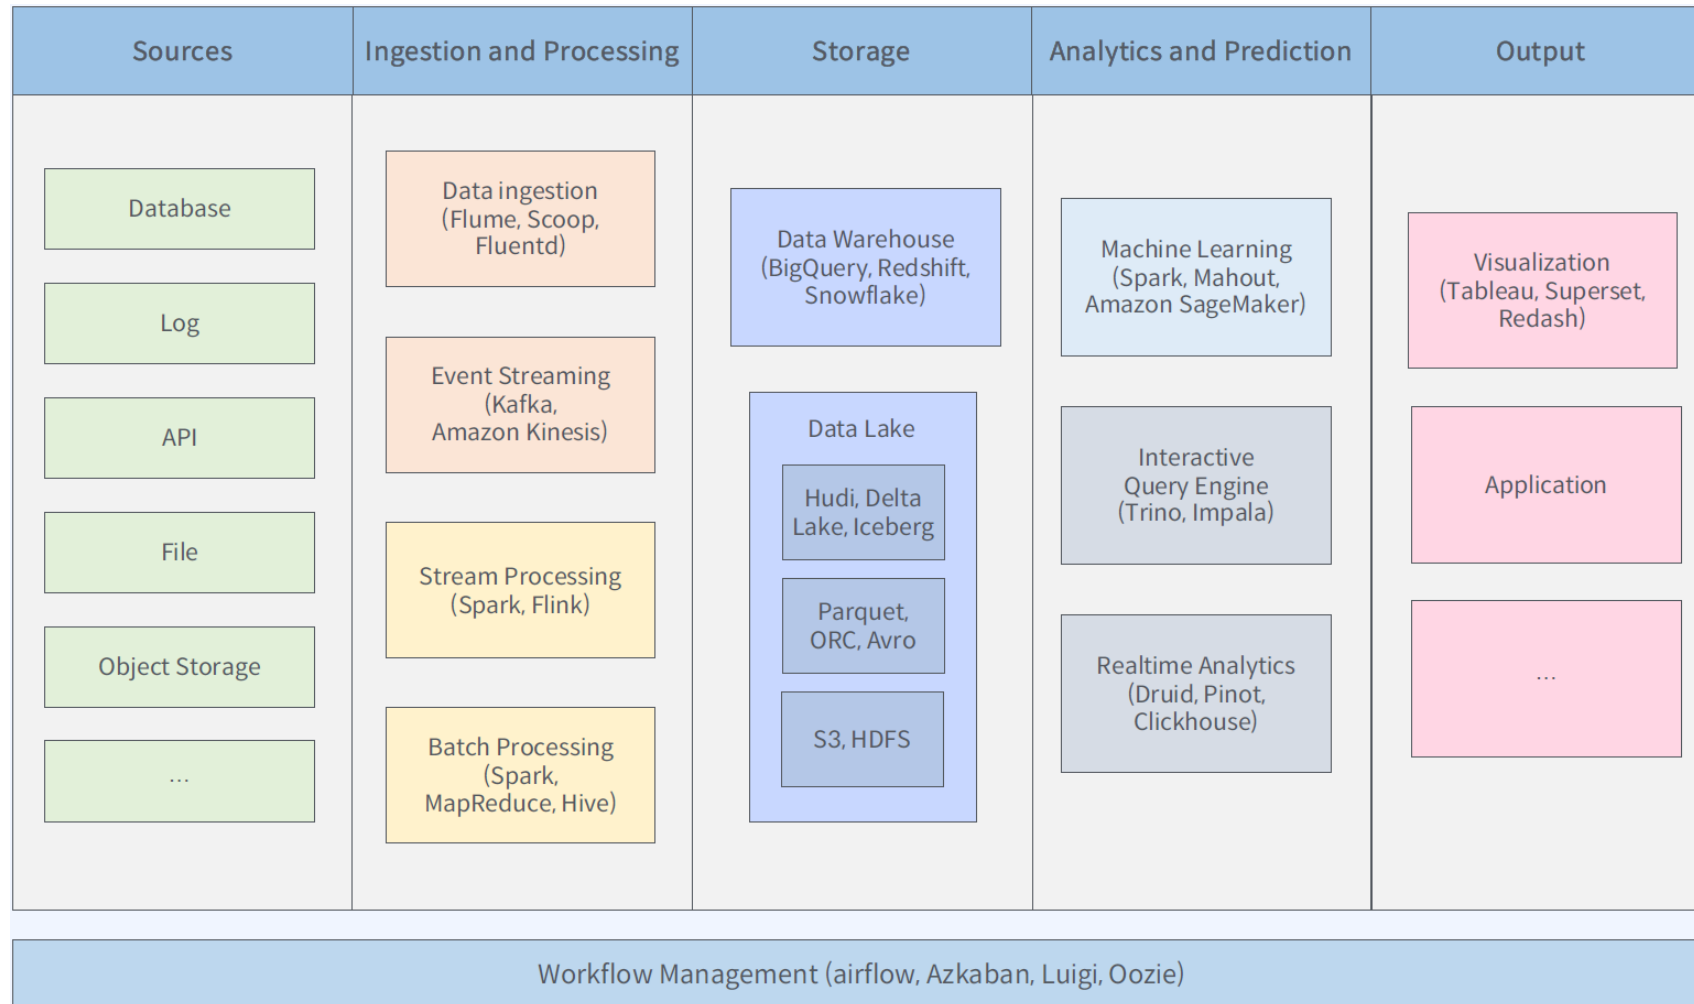 Sources
Ingestion and Processing
Storage
Analytics and Prediction
Output
Database
Log
API
File
Object Storage
...
Data ingestion
(Flume, Scoop,
Fluentd)
Event Streaming
(Kafka,
Amazon Kinesis)
Stream Processing
(Spark, Flink)
Batch Processing
(Spark,
MapReduce, Hive)
Data Warehouse
(BigQuery, Redshift,
Snowflake)
Data Lake
Hudi, Delta
Lake, Iceberg
Parquet,
ORC, Avro
S3, HDFS
Machine Learning
(Spark, Mahout,
Amazon SageMaker)
Interactive
Query Engine
(Trino, Impala)
Realtime Analytics
(Druid, Pinot,
Clickhouse)
Visualization
(Tableau, Superset,
Redash)
Application
...
Workflow Management (airflow, Azkaban, Luigi, Oozie)